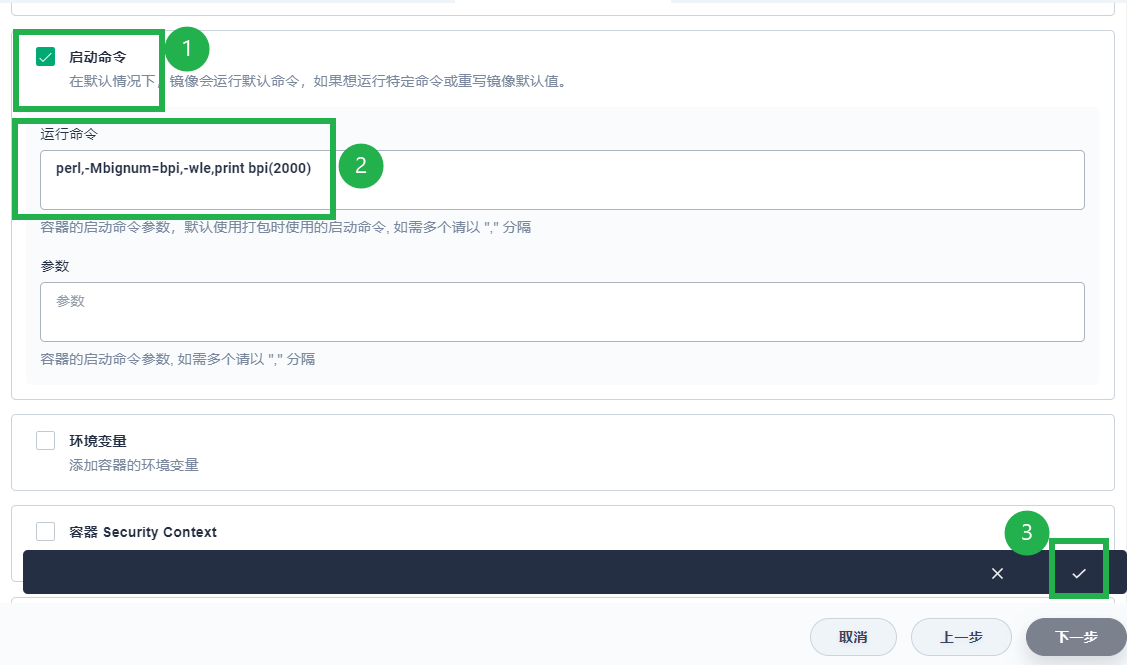 启动命令
1
在默认情况下，镜像会运行默认命令，如果想运行特定命令或重写镜像默认值。
运行命令
perl,-Mbignum=bpi,-wle,print bpi(2000)
2
容器的启动命令参数，默认使用打包时使用的启动命令, 如需多个请以 "," 分隔
参数
参数
容器的启动命令参数, 如需多个请以 "," 分隔
环境变量
添加容器的环境变量
容器 Security Context
3
取消
上一步
下一步